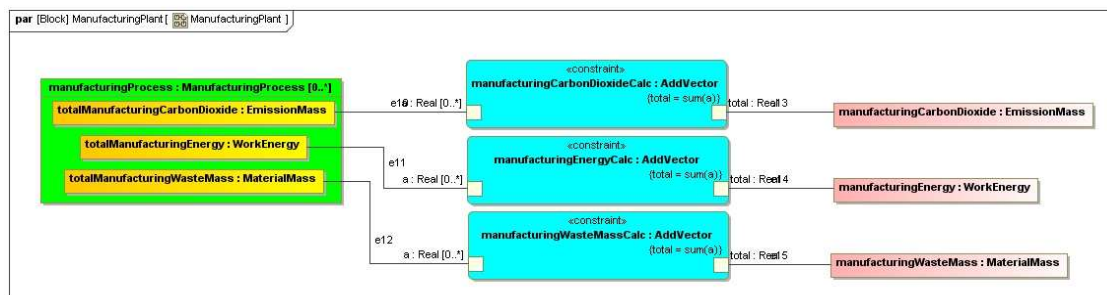 par [Block] ManufacturingPlant [ ManufacturingPlant ]
manufacturingProcess : ManufacturingProcess [0..*]
totalManufacturingCarbonDioxide : EmissionMass
totalManufacturingEnergy : WorkEnergy
totalManufacturingWasteMass : MaterialMass
«constraint»
manufacturingCarbonDioxideCalc : AddVector
{total = sum(a)}
: Real [0..*]
total : Real
manufacturingCarbonDioxide : EmissionMass
e11
«constraint»
manufacturingEnergyCalc : AddVector
{total = sum(a)}
a : Real [0..*]
total :
manufacturingEnergy : WorkEnergy
e12
«constraint»
manufacturingWasteMassCalc : AddVector
{total = sum(a)}
a : Real [0..*]
total :
manufacturingWasteMass : MaterialMass